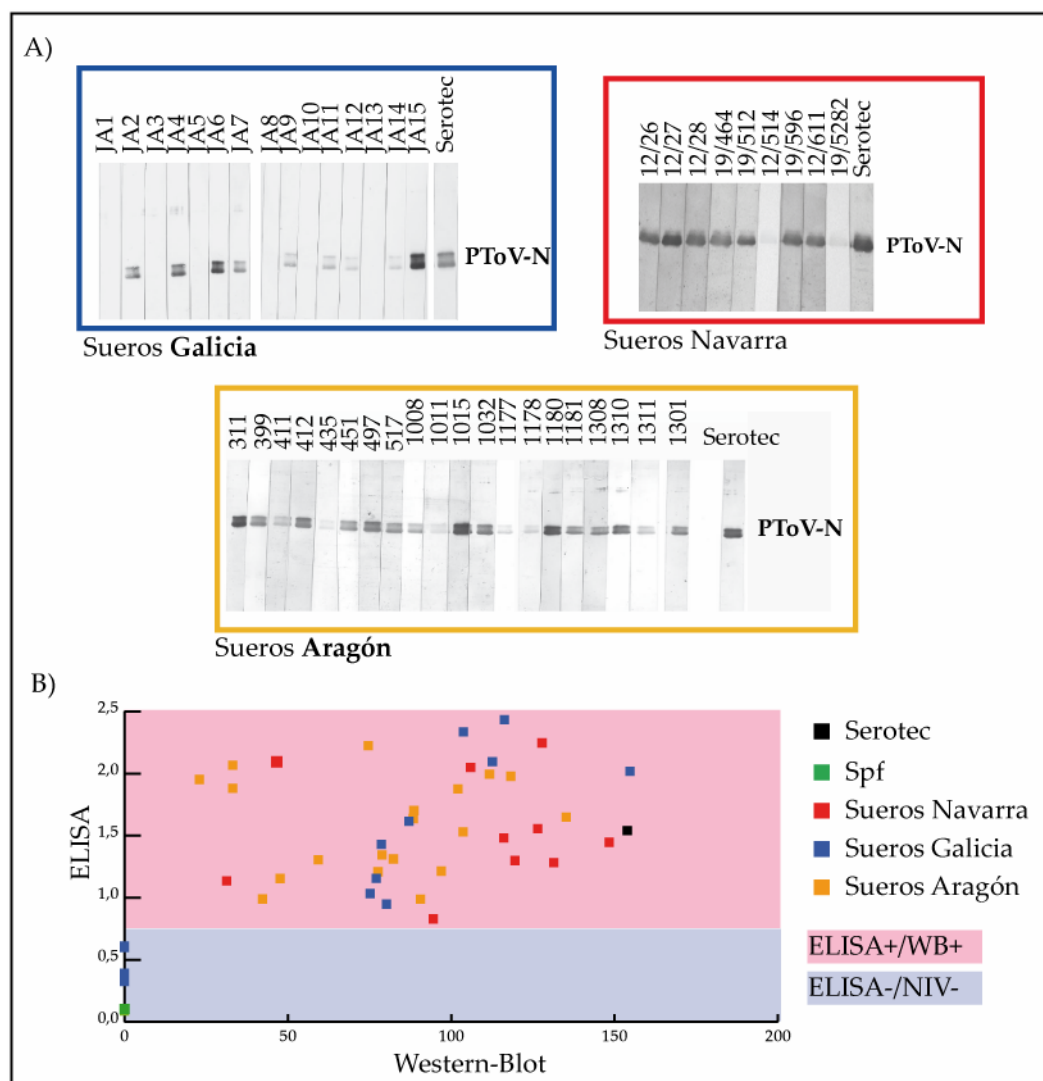 A)
JA1
JA2
JA3
JA4
JA5
JA6
JA7
JA8
JA9
JA10
JA11
JA12
JA13
JA14
JA15
Serotec
PToV-N
Sueros Galicia
12/26
12/27
12/28
19/464
19/512
12/514
19/596
12/611
19/5282
Serotec
PToV-N
Sueros Navarra
311
399
411
412
435
451
497
517
1008
1011
1015
1032
1177
1178
1180
1181
1308
1310
1311
1301
Serotec
PToV-N
Sueros Aragón
B)
2,5
2,0
1,5
1,0
0,5
0,0
ELISA
0
50
100
150
200
Western-Blot
Serotec
Spf
Sueros Navarra
Sueros Galicia
Sueros Aragón
ELISA+/WB+
ELISA-/NIV-